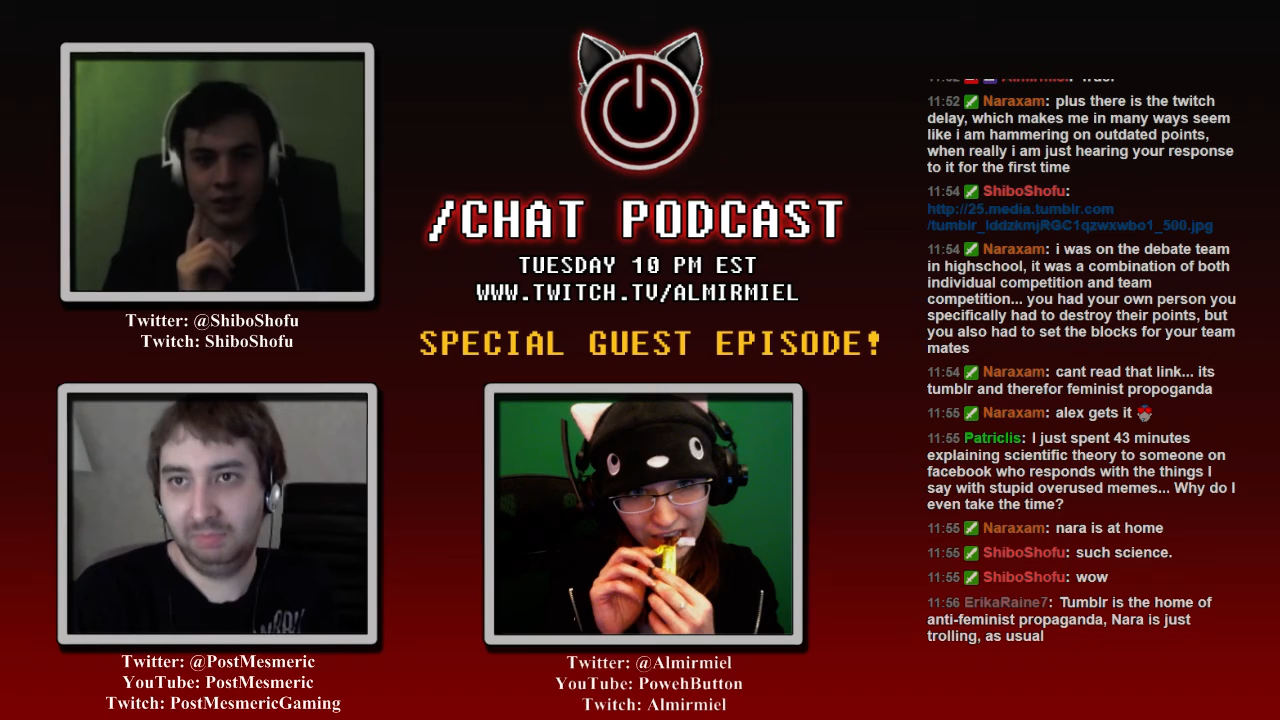 Twitter: @ShiboShofu
Twitch: ShiboShofu
/CHAT PODCAST
TUESDAY 10 PM EST
WWW.TWITCH.TV/ALMIRMIEL
SPECIAL GUEST EPISODE!
Twitter: @PostMesmeric
YouTube: PostMesmeric
Twitch: PostMesmericGaming
Twitter: @Almirmiel
YouTube: PowehButton
Twitch: Almirmiel
11:52 Naraxam: plus there is the twitch
delay, which makes me in many ways seem
like i am hammering on outdated points,
when really i am just hearing your response
to it for the first time
11:54 ShiboShofu:
http://25.media.tumblr.com
11:54 Naraxam: i was on the debate team
in highschool, it was a combination of both
individual competition and team
competition... you had your own person you
specifically had to destroy their points, but
you also had to set the blocks for your team
mates
11:54 Naraxam: cant read that link... its
tumblr and therefor feminist propoganda
11:55 Naraxam: alex gets it
11:55 Patriclis: I just spent 43 minutes
explaining scientific theory to someone on
facebook who responds with the things I
say with stupid overused memes... Why do I
even take the time?
11:55 Naraxam: nara is at home
11:55 ShiboShofu: such science.
11:55 ShiboShofu: wow
11:56 ErikaRaine7: Tumblr is the home of
anti-feminist propaganda, Nara is just
trolling, as usual